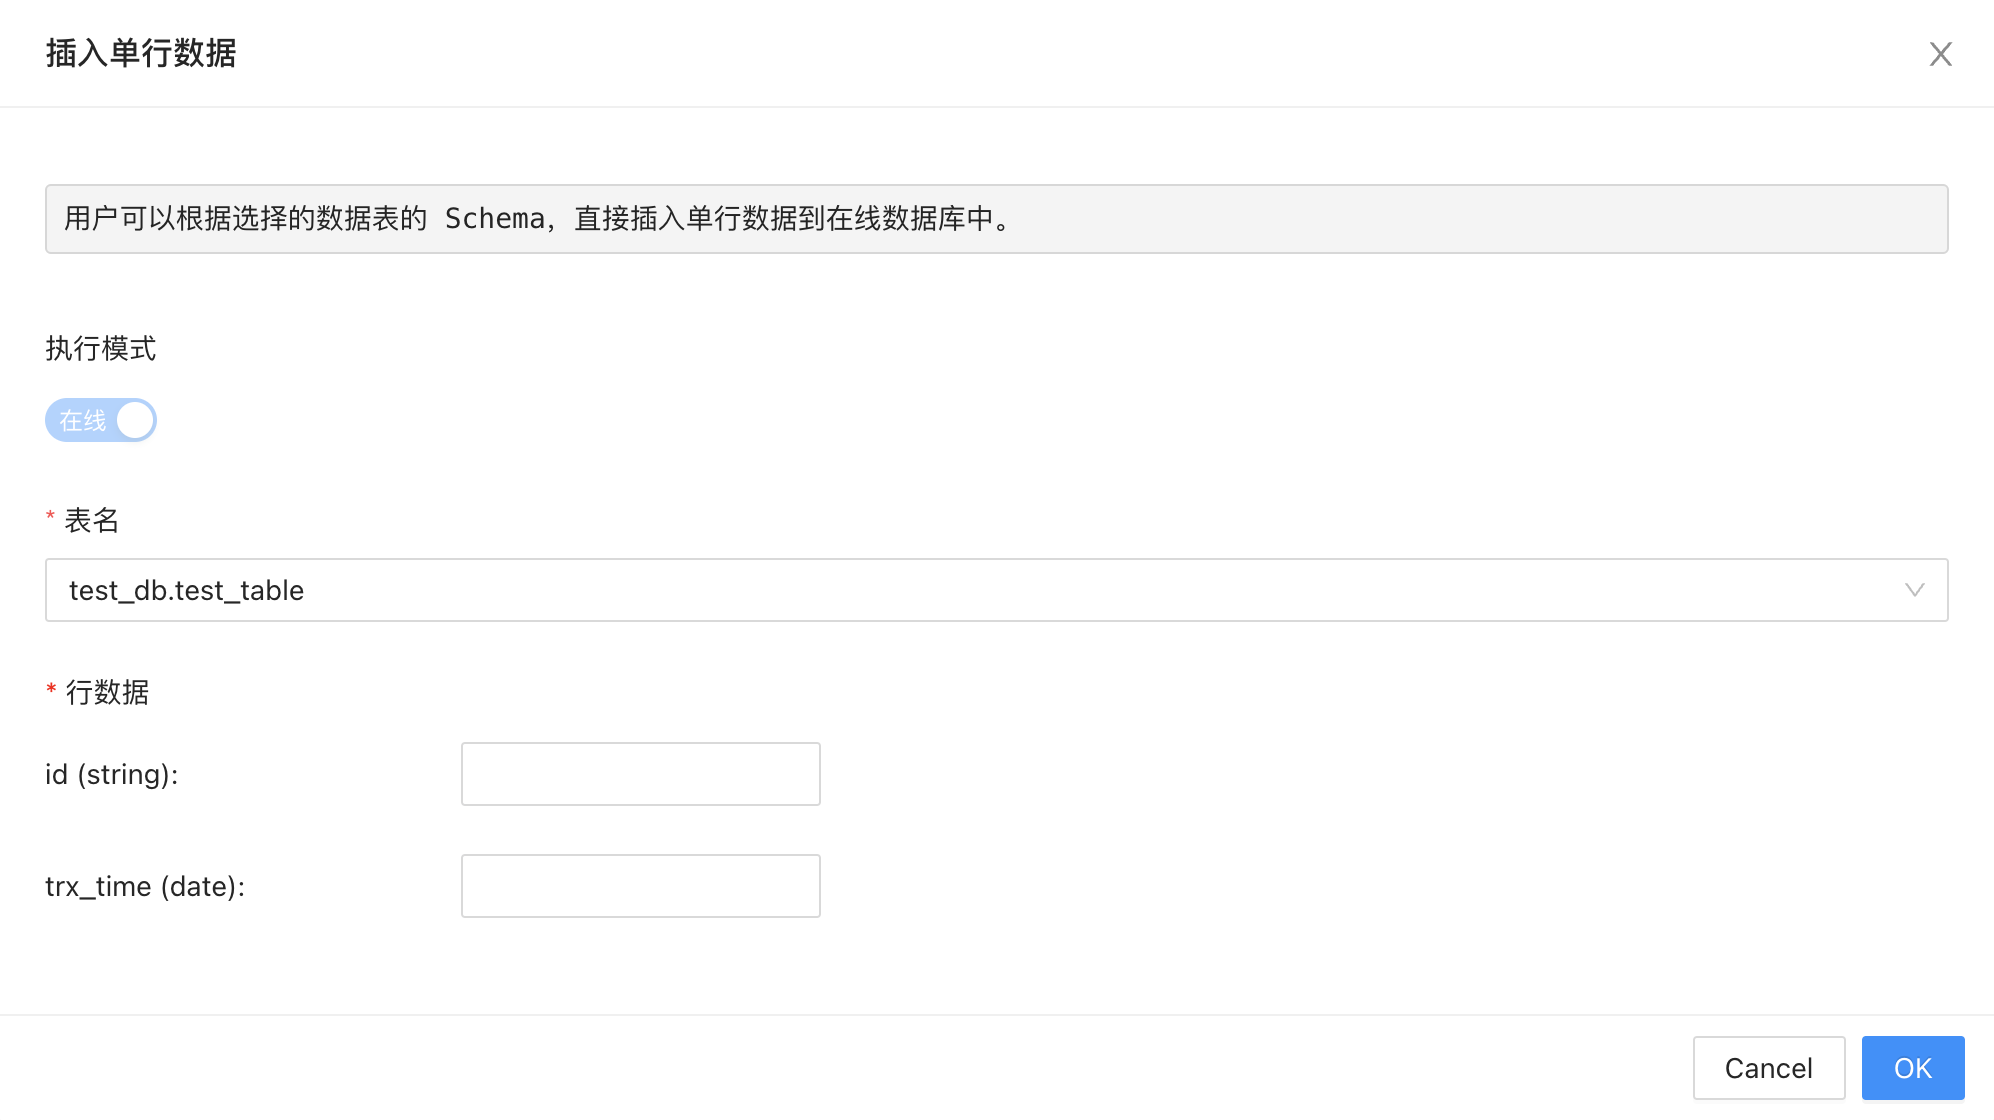 插入单行数据
用户可以根据选择的数据表的 Schema，直接插入单行数据到在线数据库中。
执行模式
在线
* 表名
test_db.test_table
* 行数据
id (string):
trx_time (date):
Cancel OK